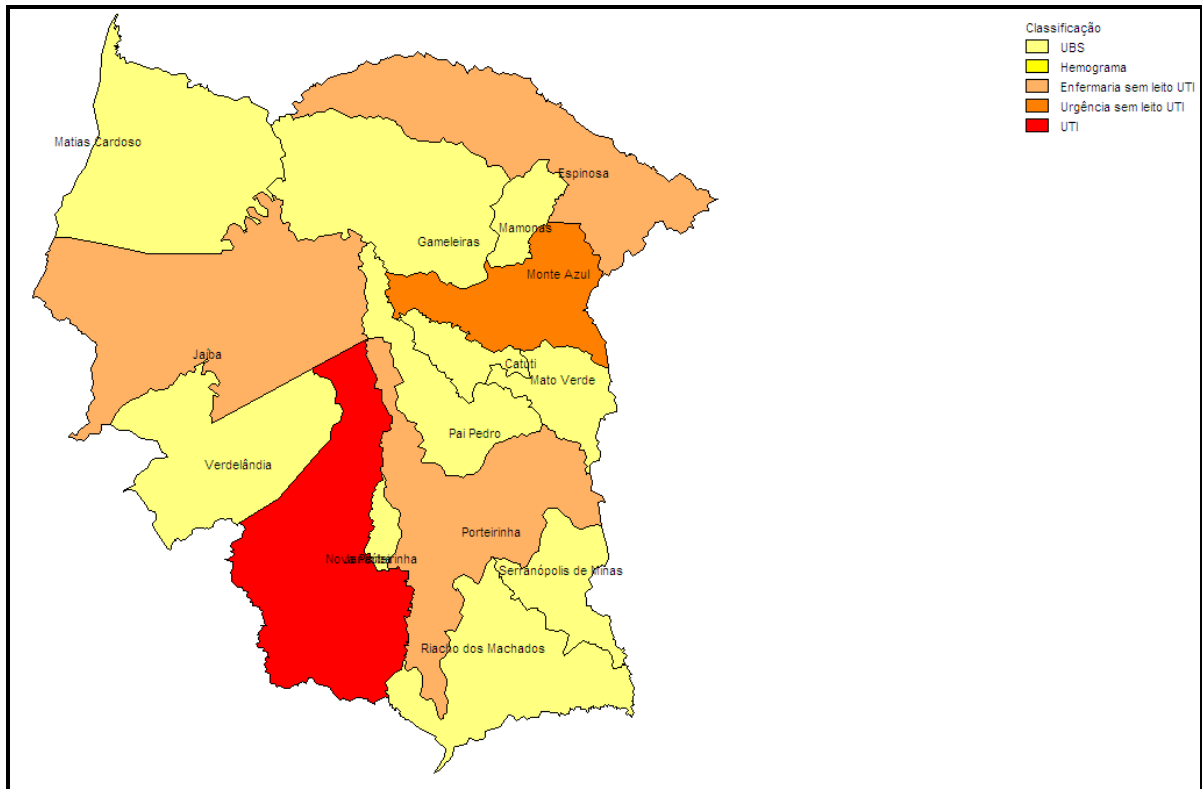 Classificação
UBS
Hemograma
Enfermaria sem leito UTI
Urgência sem leito UTI
UTI
Matias Cardoso
Espinosa
Mamonas
Gameleiras
Monte Azul
Jaíba
Catuti
Mato Verde
Pai Pedro
Verdelândia
Porteirinha
Serranópolis de Minas
Riacho dos Machados